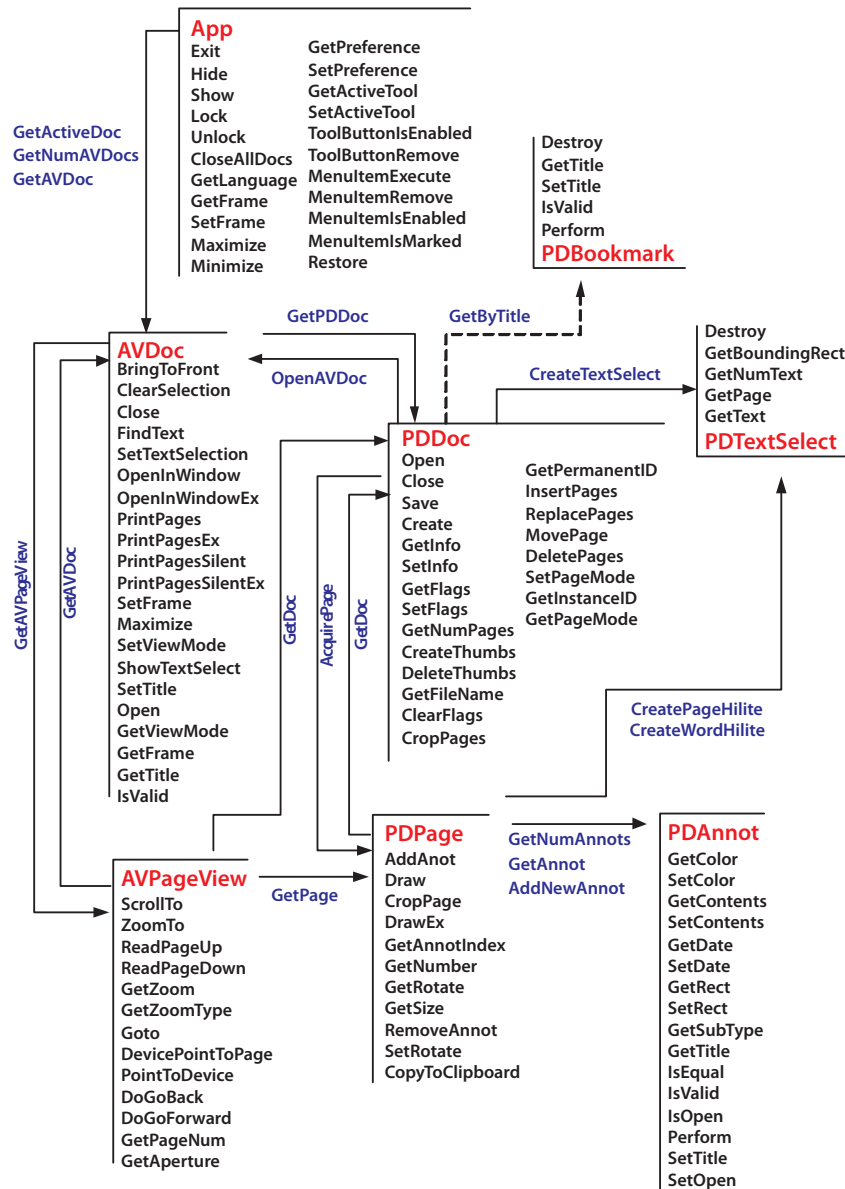 App
Exit
Hide
Show
Lock
Unlock
CloseAllDocs
GetLanguage
GetFrame
SetFrame
Maximize
Minimize
GetPreference
SetPreference
GetActiveTool
SetActiveTool
ToolButtonIsEnabled
ToolButtonRemove
MenuItemExecute
MenuItemRemove
MenuItemIsEnabled
MenuItemIsMarked
Restore
GetActiveDoc
GetNumAVDocs
GetAVDoc
Destroy
GetTitle
SetTitle
IsValid
Perform
PDBookmark
GetPDDoc
OpenAVDoc
GetByTitle
CreateTextSelect
Destroy
GetBoundingRect
GetNumText
GetPage
GetText
PDTextSelect
AVDoc
BringToFront
ClearSelection
Close
FindText
SetTextSelection
OpenInWindow
OpenInWindowEx
PrintPages
PrintPagesEx
PrintPagesSilent
PrintPagesSilentEx
SetFrame
Maximize
SetViewMode
ShowTextSelect
SetTitle
Open
GetViewMode
GetFrame
GetTitle
IsValid
GetAVPageView
GetAVDoc
GetDoc
AcquirePage
GetDoc
PDDoc
Open
Close
Save
Create
GetInfo
SetInfo
GetFlags
SetFlags
GetNumPages
CreateThumbs
DeleteThumbs
GetFileName
ClearFlags
CropPages
GetPermanentID
InsertPages
ReplacePages
MovePage
DeletePages
SetPageMode
GetInstanceID
GetPageMode
CreatePageHilite
CreateWordHilite
AVPageView
ScrollTo
ZoomTo
ReadPageUp
ReadPageDown
GetZoom
GetZoomType
Goto
DevicePointToPage
PointToDevice
DoGoBack
DoGoForward
GetPageNum
GetAperture
GetPage
PDPage
AddAnot
Draw
CropPage
DrawEx
GetAnnotIndex
GetNumber
GetRotate
GetSize
RemoveAnnot
SetRotate
CopyToClipboard
GetNumAnnots
GetAnnot
AddNewAnnot
PDAnnot
GetColor
SetColor
GetContents
SetContents
GetDate
SetDate
GetRect
SetRect
GetSubType
GetTitle
IsEqual
IsValid
IsOpen
Perform
SetTitle
SetOpen